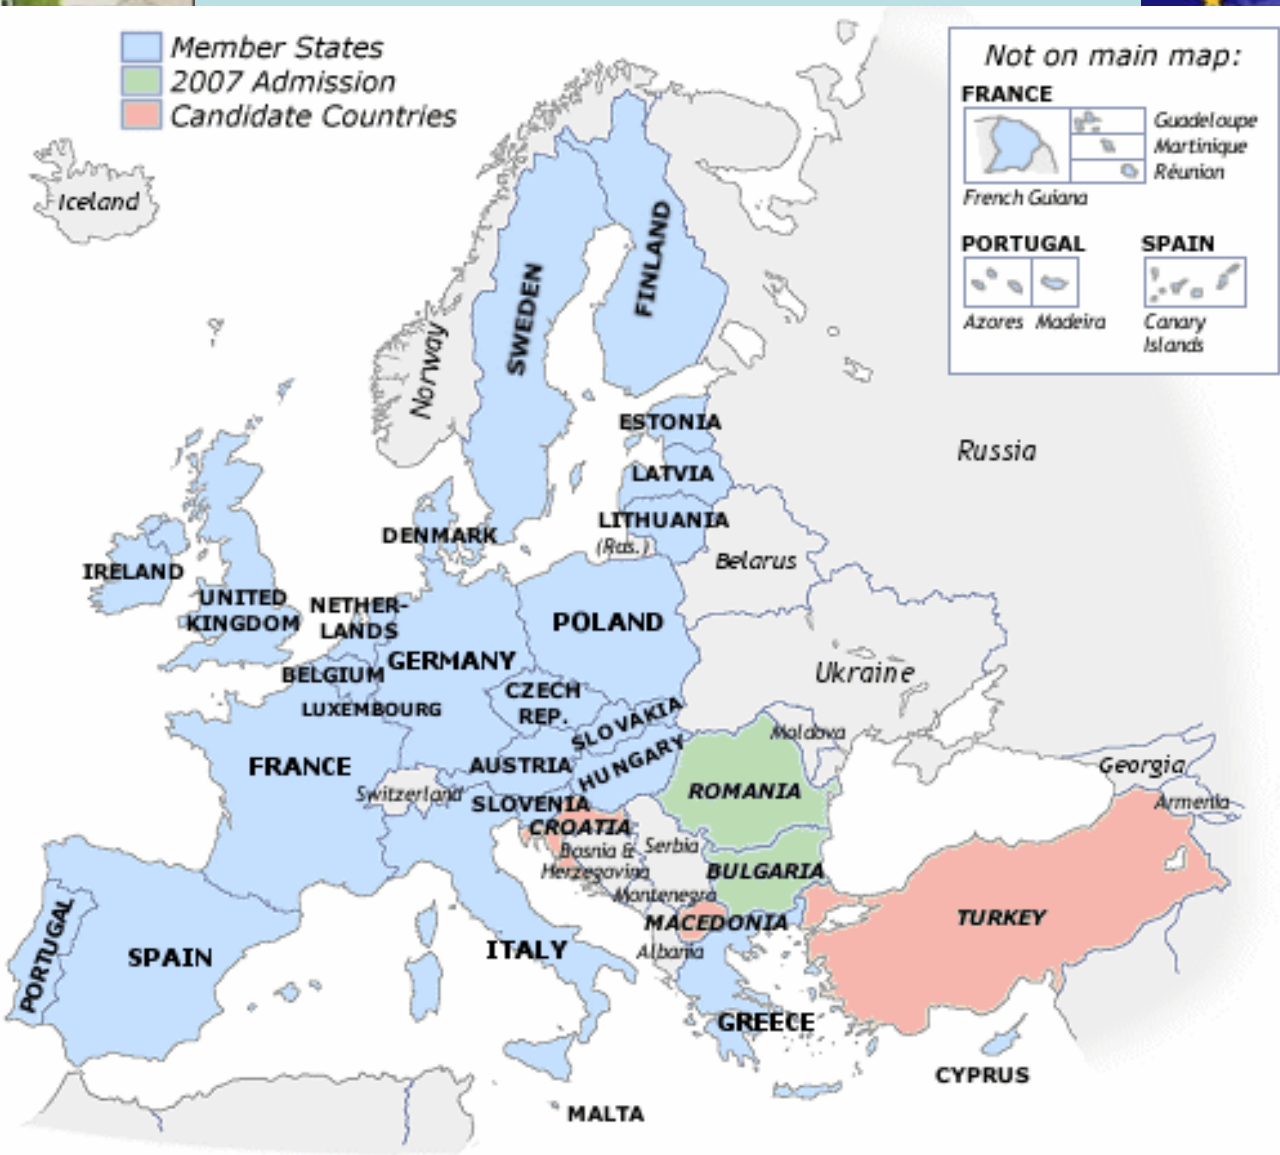 Member States
2007 Admission
Candidate Countries
Not on main map:
FRANCE
Guadeloupe
Martinique
Réunion
French Guiana
PORTUGAL
SPAIN
Azores
Madeira
Canary
Islands
Iceland
Norway
SWEDEN
FINLAND
Russia
ESTONIA
LATVIA
LITHUANIA
(Ras.)
DENMARK
Belarus
IRELAND
UNITED
KINGDOM
NETHER-
LANDS
POLAND
BELGIUM
GERMANY
Ukraine
LUXEMBOURG
CZECH
REP.
SLOVAKIA
FRANCE
AUSTRIA
HUNGARY
Moldova
Switzerland
SLOVENIA
ROMANIA
Georgia
Armenia
CROATIA
Bosnia &
Herzegovina
Serbia
BULGARIA
Montenegro
MACEDONIA
TURKEY
Albania
PORTUGAL
SPAIN
ITALY
GREECE
CYPRUS
MALTA